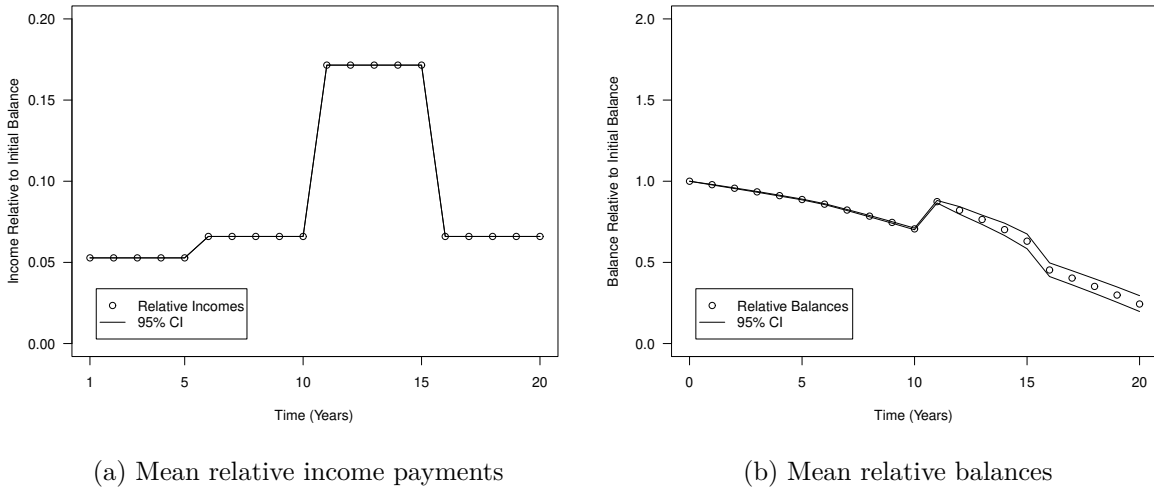 0.20
0.15
0.10
0.05
0.00
Income Relative to Initial Balance
Relative Incomes
95% CI
1 5 10 15 20
Time (Years)
(a) Mean relative income payments
2.0
1.5
1.0
0.5
0.0
Balance Relative to Initial Balance
Relative Balances
95% CI
0 5 10 15 20
Time (Years)
(b) Mean relative balances